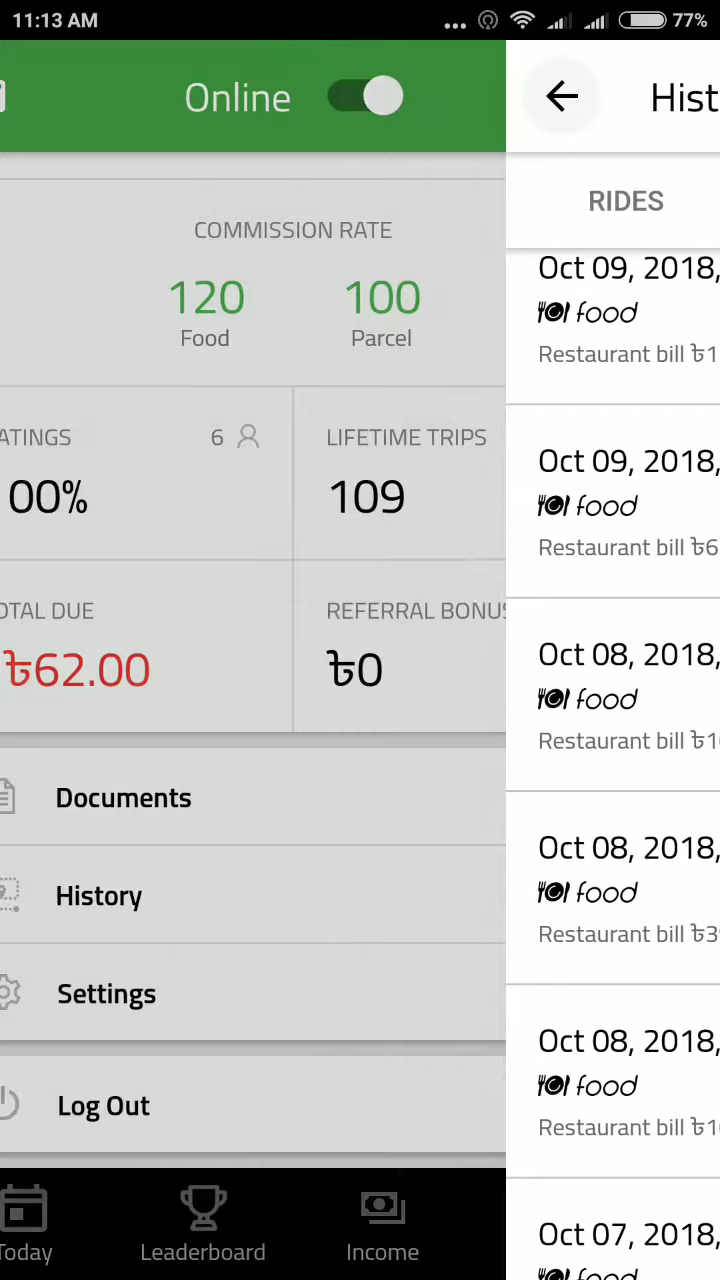 11:13 AM
77%
Online
COMMISSION RATE
120
100
Food
Parcel
ATINGS
6
LIFETIME TRIPS
00%
109
OTAL DUE
REFERRAL BONUS
৳62.00
৳0
Documents
History
Settings
Log Out
Today
Leaderboard
Income
Hist
RIDES
Oct 09, 2018,
food
Restaurant bill ৳1
Oct 09, 2018,
food
Restaurant bill ৳6
Oct 08, 2018,
food
Restaurant bill ৳1
Oct 08, 2018,
food
Restaurant bill ৳3
Oct 08, 2018,
food
Restaurant bill ৳1
Oct 07, 2018,
food